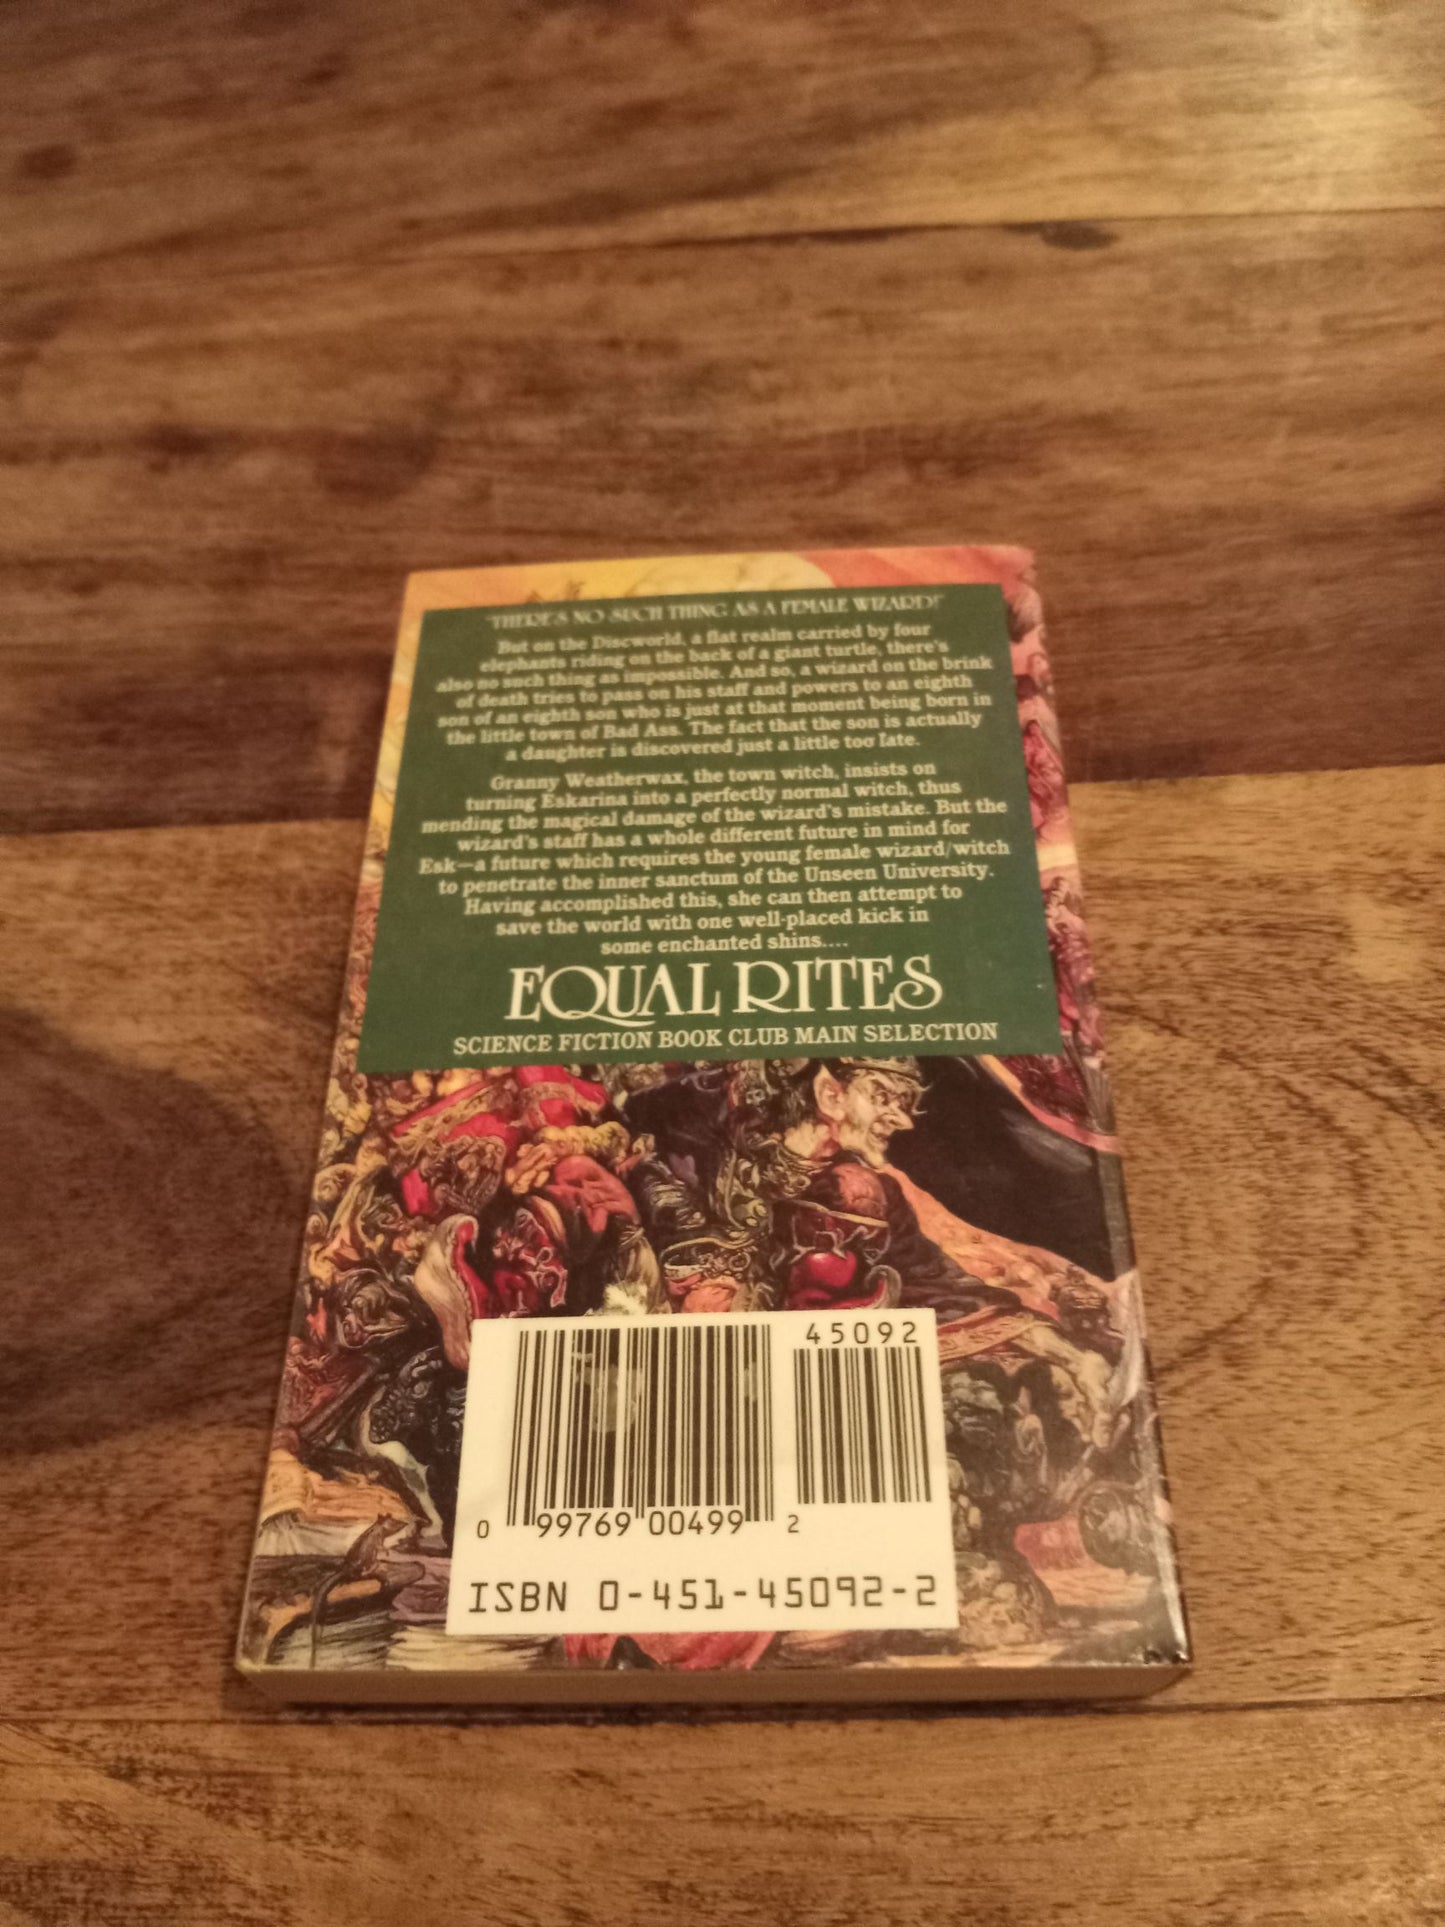 "THERE'S NO SUCH THING AS A FEMALE WIZARD!"
But on the Discworld, a flat realm carried by four
elephants riding on the back of a giant turtle, there's
also no such thing as impossible. And so, a wizard on the brink
of death tries to pass on his staff and powers to an eighth
son of an eighth son who is just at that moment being born in
the little town of Bad Ass. The fact that the son is actually
a daughter is discovered just a little too late.
Granny Weatherwax, the town witch, insists on
turning Eskarina into a perfectly normal witch, thus
mending the magical damage of the wizard's mistake. But the
wizard's staff has a whole different future in mind for
Esk—a future which requires the young female wizard/witch
to penetrate the inner sanctum of the Unseen University.
Having accomplished this, she can then attempt to
save the world with one well-placed kick in
some enchanted shins....
EQUAL RITES
SCIENCE FICTION BOOK CLUB MAIN SELECTION
45092
0 99769 00499 2
ISBN 0-451-45092-2